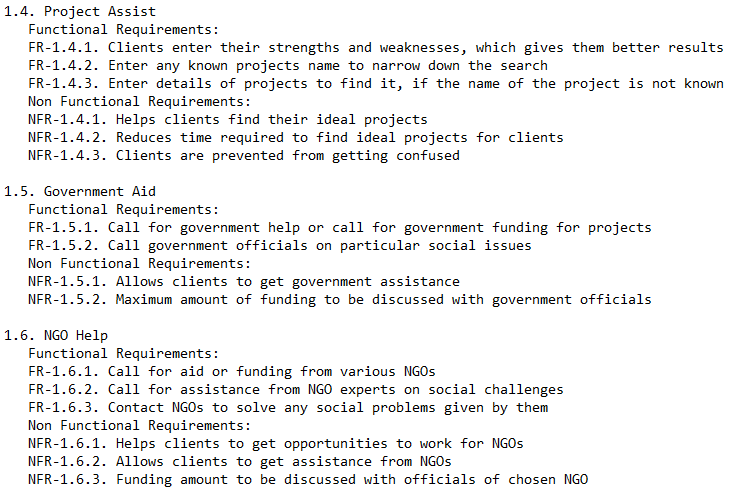 1.4. Project Assist
Functional Requirements:
FR-1.4.1. Clients enter their strengths and weaknesses, which gives them better results
FR-1.4.2. Enter any known projects name to narrow down the search
FR-1.4.3. Enter details of projects to find it, if the name of the project is not known
Non Functional Requirements:
NFR-1.4.1. Helps clients find their ideal projects
NFR-1.4.2. Reduces time required to find ideal projects for clients
NFR-1.4.3. Clients are prevented from getting confused
1.5. Government Aid
Functional Requirements:
FR-1.5.1. Call for government help or call for government funding for projects
FR-1.5.2. Call government officials on particular social issues
Non Functional Requirements:
NFR-1.5.1. Allows clients to get government assistance
NFR-1.5.2. Maximum amount of funding to be discussed with government officials
1.6. NGO Help
Functional Requirements:
FR-1.6.1. Call for aid or funding from various NGOs
FR-1.6.2. Call for assistance from NGO experts on social challenges
FR-1.6.3. Contact NGOs to solve any social problems given by them
Non Functional Requirements:
NFR-1.6.1. Helps clients to get opportunities to work for NGOs
NFR-1.6.2. Allows clients to get assistance from NGOs
NFR-1.6.3. Funding amount to be discussed with officials of chosen NGO